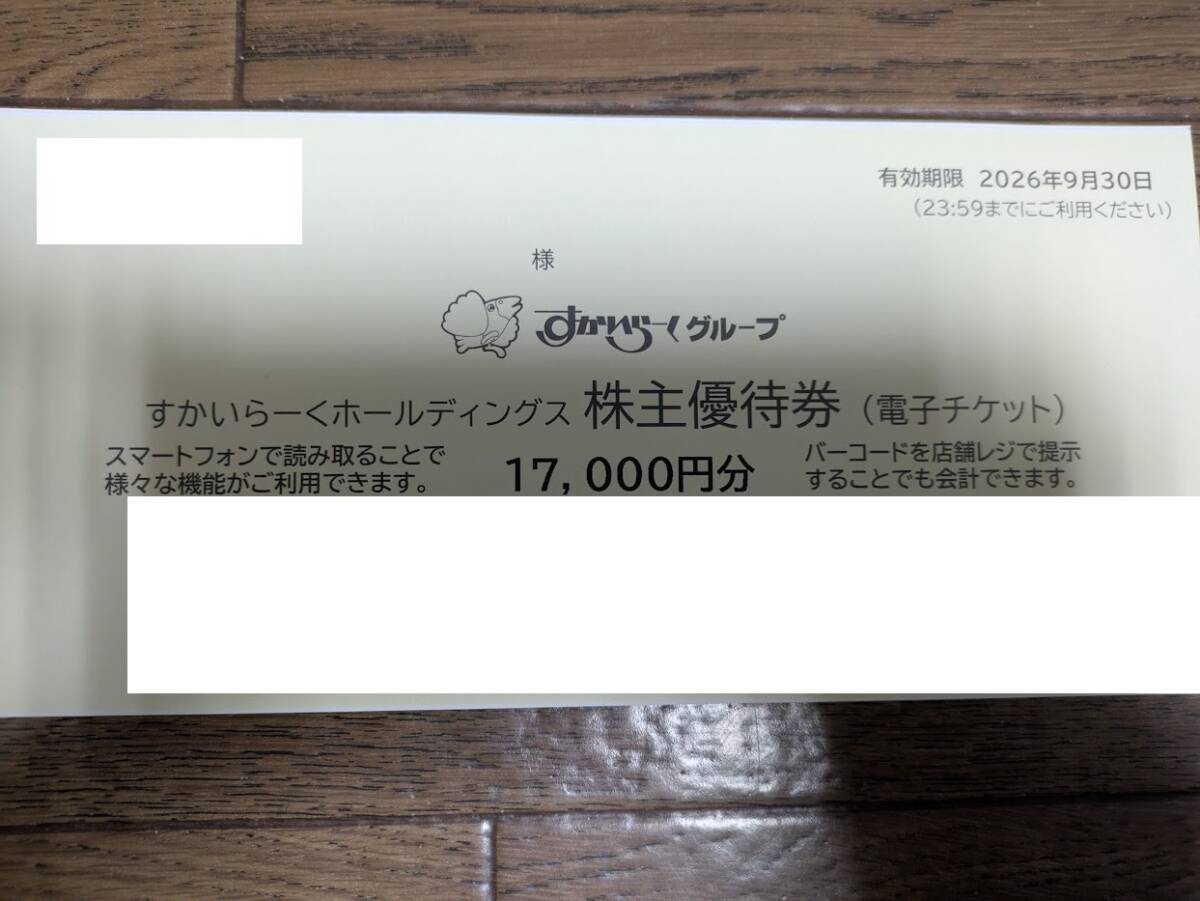 有効期限 2026年9月30日
(23:59までにご利用ください)
様
すかいらーくグループ
すかいらーくホールディングス 株主優待券(電子チケット)
スマートフォンで読み取ることで
様々な機能がご利用できます。
17,000円分
バーコードを店舗レジで提示
することでも会計できます。